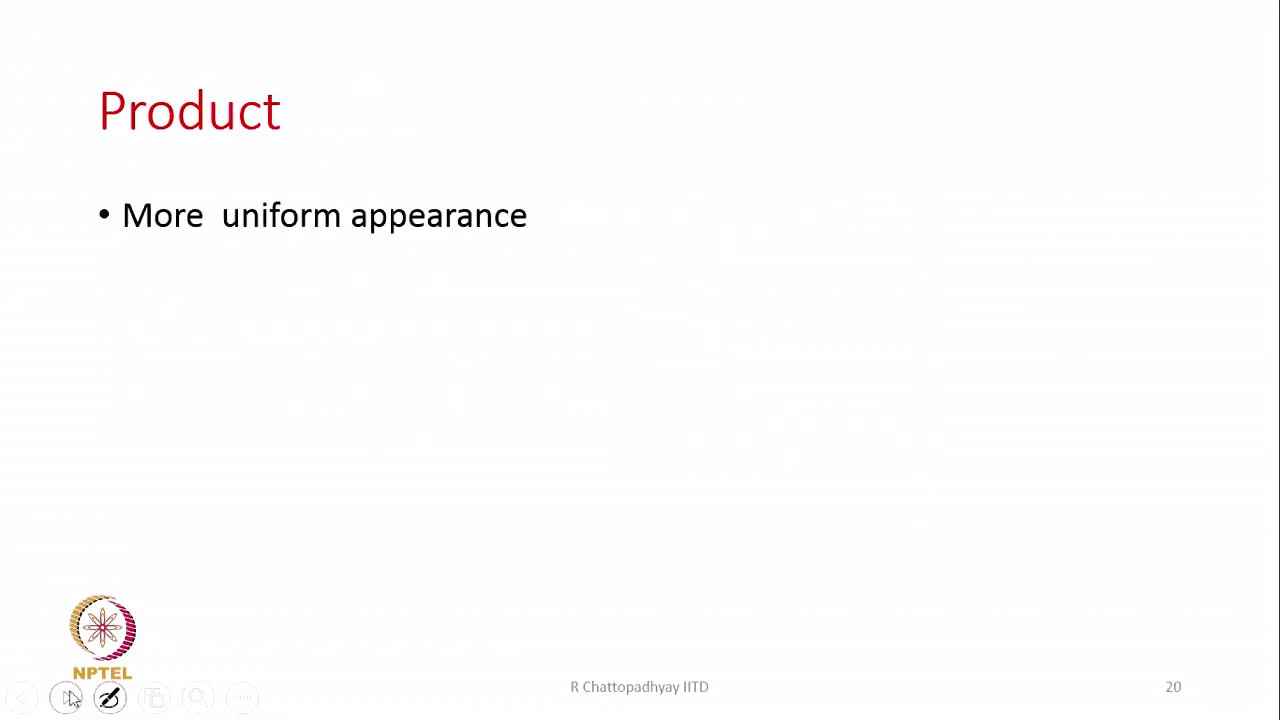 Product
• More  uniform appearance
NPTEL
R Chattopadhyay IITD
20